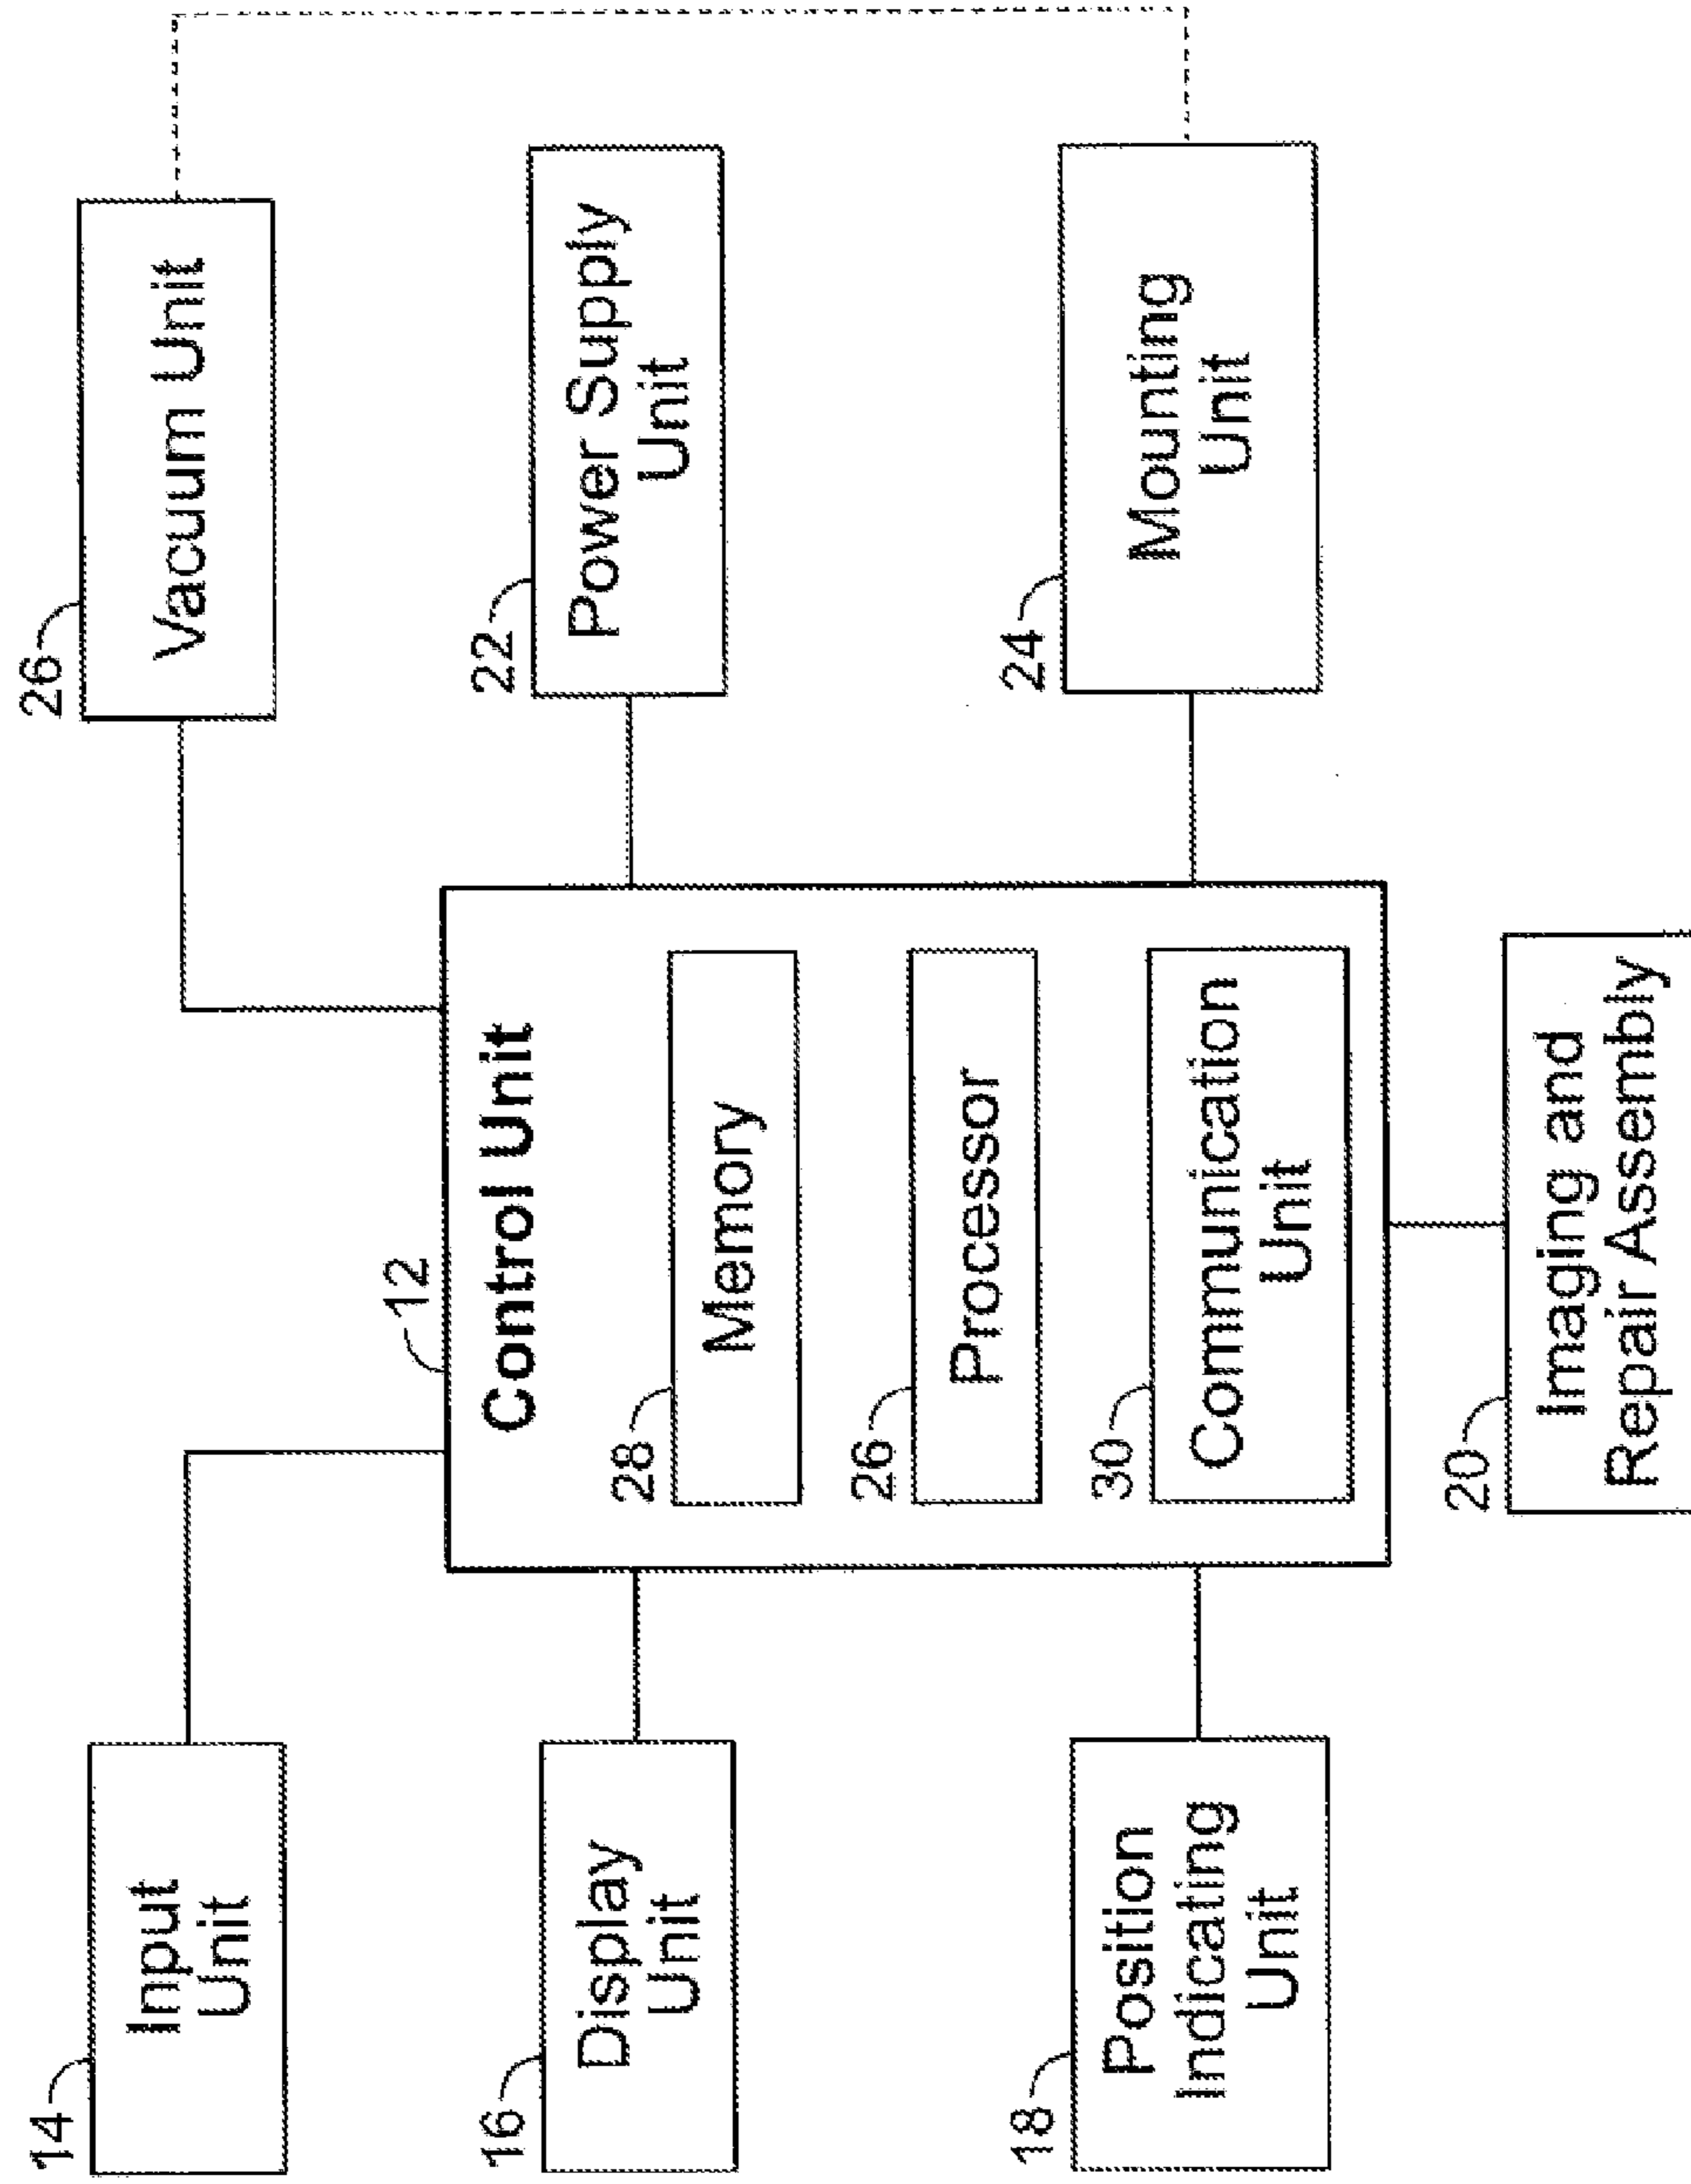 14
Input
Unit
16
Display
Unit
18
Position
Indicating
Unit
12
Control Unit
28
Memory
26
Processor
30
Communication
Unit
20
Imaging and
Repair Assembly
26
Vacuum Unit
22
Power Supply
Unit
24
Mounting
Unit